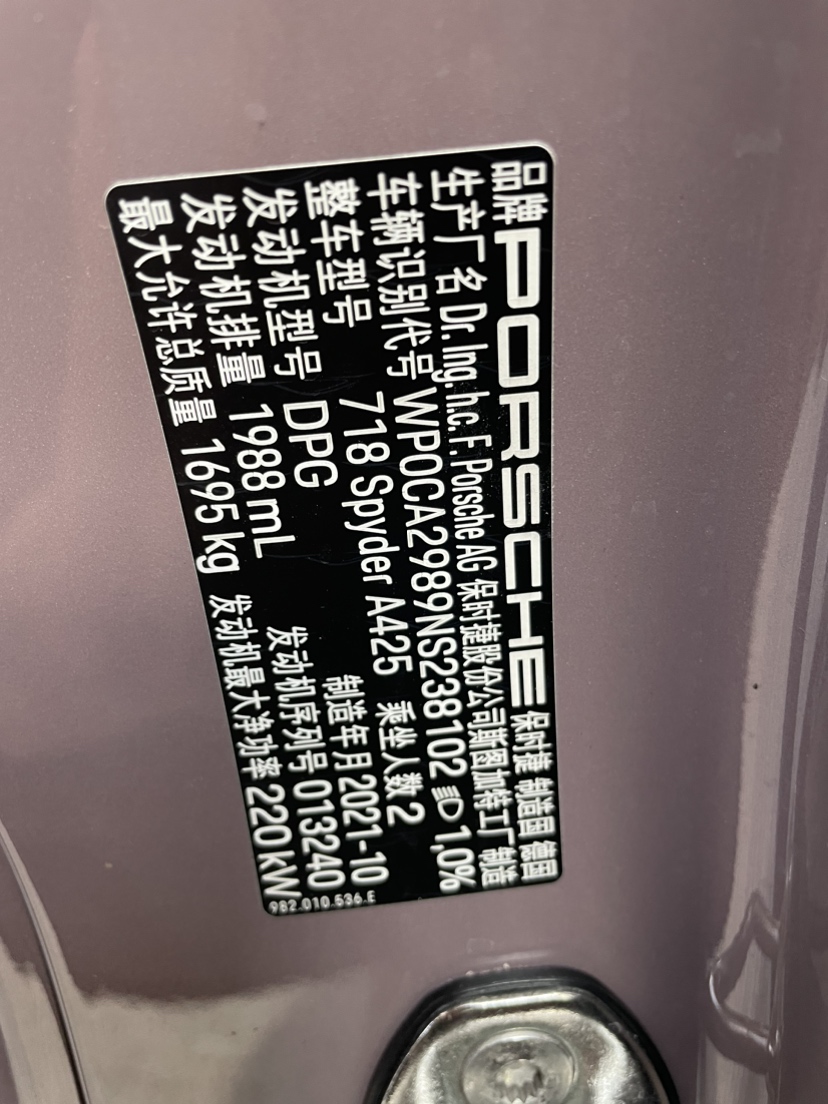 品牌 PORSCHE 保时捷 制造国 德国
生产厂名 Dr. Ing. h.c. F. Porsche AG 保时捷股份公司斯图加特工厂 制造
车辆识别代号 WP0CA2989NS238102 1,0%
整车型号 718 Spyder A425 乘坐人数 2
发动机型号 DPG 制造年月 2021-10
发动机排量 1988 mL 发动机序列号 013240
最大允许总质量 1695 kg 发动机最大净功率 220 KW
982.010.536.E